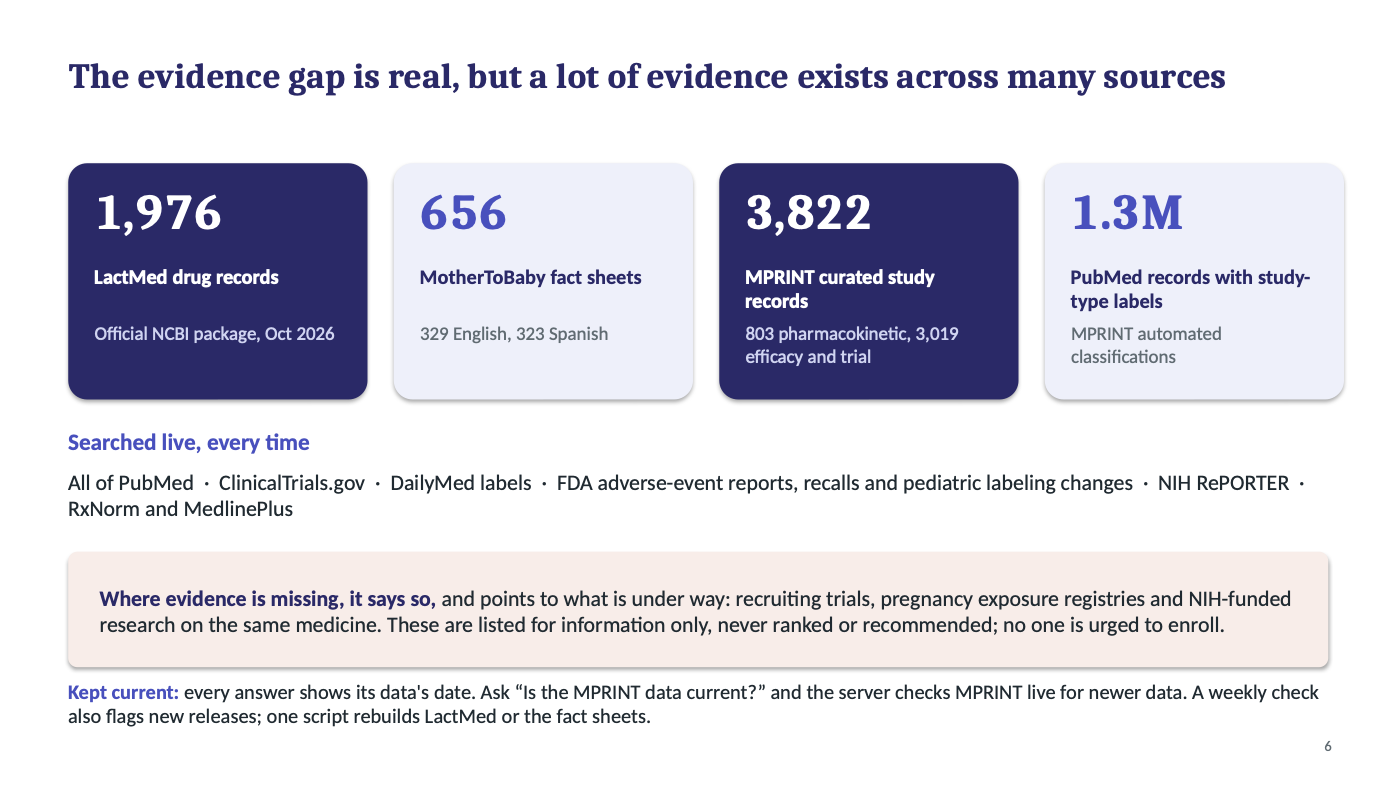 The evidence gap is real, but a lot of evidence exists across many sources
1,976
LactMed drug records
Official NCBI package, Oct 2026
656
MotherToBaby fact sheets
329 English, 323 Spanish
3,822
MPRINT curated study
records
803 pharmacokinetic, 3,019
efficacy and trial
1.3M
PubMed records with study-
type labels
MPRINT automated
classifications
Searched live, every time
All of PubMed · ClinicalTrials.gov · DailyMed labels · FDA adverse-event reports, recalls and pediatric labeling changes · NIH RePORTER ·
RxNorm and MedlinePlus
Where evidence is missing, it says so, and points to what is under way: recruiting trials, pregnancy exposure registries and NIH-funded
research on the same medicine. These are listed for information only, never ranked or recommended; no one is urged to enroll.
Kept current: every answer shows its data's date. Ask “Is the MPRINT data current?” and the server checks MPRINT live for newer data. A weekly check
also flags new releases; one script rebuilds LactMed or the fact sheets.
6